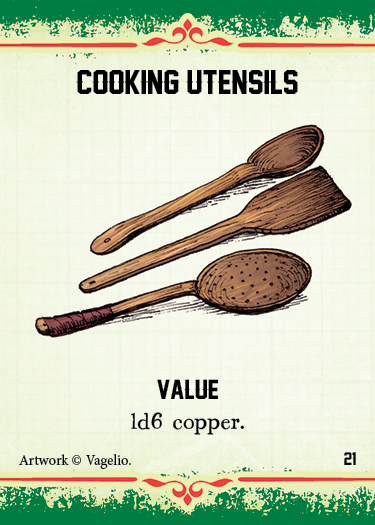 COOKING UTENSILS
VALUE
1d6 copper.
Artwork © Vagelio.
21